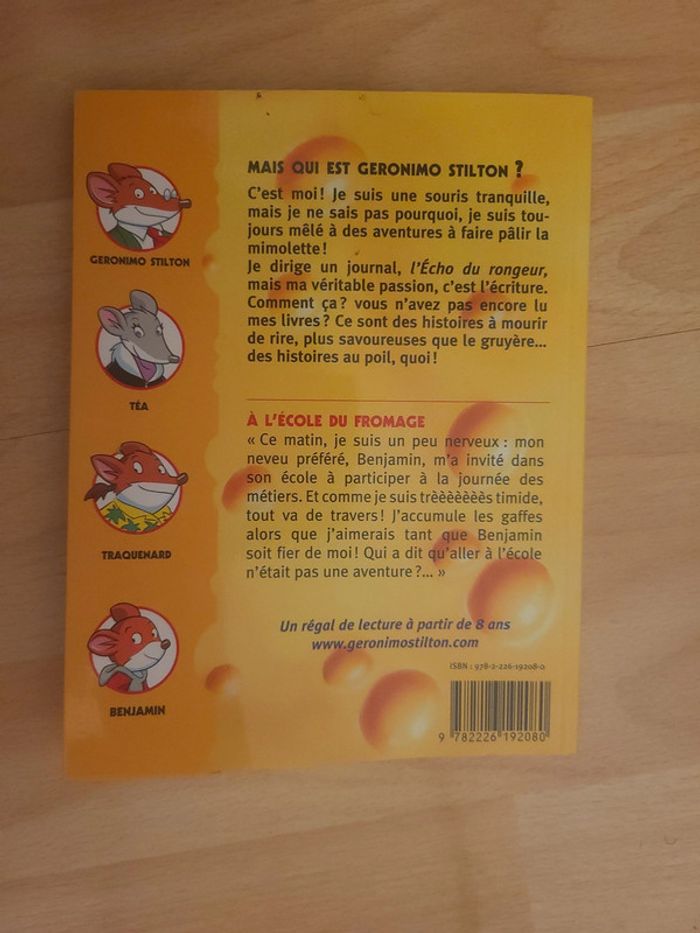 MAIS QUI EST GERONIMO STILTON ?
C'est moi ! Je suis une souris tranquille,
mais je ne sais pas pourquoi, je suis tou-
jours mêlé à des aventures à faire pâlir la
mimolette !
Je dirige un journal, l'Écho du rongeur,
mais ma véritable passion, c'est l'écriture.
Comment ça ? vous n'avez pas encore lu
mes livres ? Ce sont des histoires à mourir
de rire, plus savoureuses que le gruyère...
des histoires au poil, quoi !
À L'ÉCOLE DU FROMAGE
« Ce matin, je suis un peu nerveux : mon
neveu préféré, Benjamin, m'a invité dans
son école à participer à la journée des
métiers. Et comme je suis trèèèèèèès timide,
tout va de travers ! J'accumule les gaffes
alors que j'aimerais tant que Benjamin
soit fier de moi ! Qui a dit qu'aller à l'école
n'était pas une aventure ?... »
Un régal de lecture à partir de 8 ans
www.geronimostilton.com
ISBN : 978-2-226-19208-0
9 782226 192080
GERONIMO STILTON
TÉA
TRAQUENARD
BENJAMIN